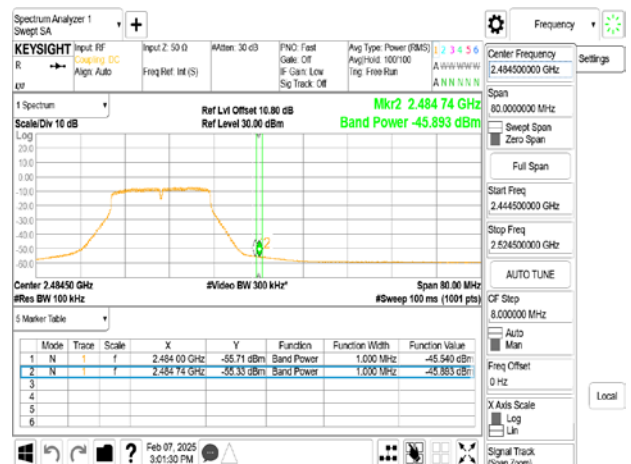 Spectrum Analyzer 1
Swept SA
Frequency
KEYSIGHT
R
Input: RF
Coupling: DC
Align: Auto
Input Z: 50 Ω
Freq Ref: Int (S)
#Atten: 30 dB
PNO: Fast
Gate: Off
IF Gain: Low
Sig Track: Off
Avg Type: Power (RMS)
Avg|Hold: 100/100
Trig: Free Run
1 2 3 4 5 6
A W W W W W
A N N N N N
1 Spectrum
Scale/Div 10 dB
Ref Lvl Offset 10.80 dB
Ref Level 30.00 dBm
Mkr2 2.484 74 GHz
Band Power -45.893 dBm
Log
20.0
10.0
0.00
-10.0
-20.0
-30.0
-40.0
-50.0
-60.0
2
Center 2.48450 GHz
#Res BW 100 kHz
#Video BW 300 kHz*
Span 80.00 MHz
#Sweep 100 ms (1001 pts)
5 Marker Table
Mode Trace Scale X Y Function Function Width Function Value
1 N 1 f 2.484 00 GHz -55.71 dBm Band Power 1.000 MHz -45.540 dBm
2 N 1 f 2.484 74 GHz -55.33 dBm Band Power 1.000 MHz -45.893 dBm
3
4
5
6
Feb 07, 2025
3:01:30 PM
Center Frequency
2.484500000 GHz
Settings
Span
80.0000000 MHz
Swept Span
Zero Span
Full Span
Start Freq
2.444500000 GHz
Stop Freq
2.524500000 GHz
AUTO TUNE
CF Step
8.000000 MHz
Auto
Man
Freq Offset
0 Hz
X Axis Scale
Log
Lin
Local
Signal Track
(Span Zoom)